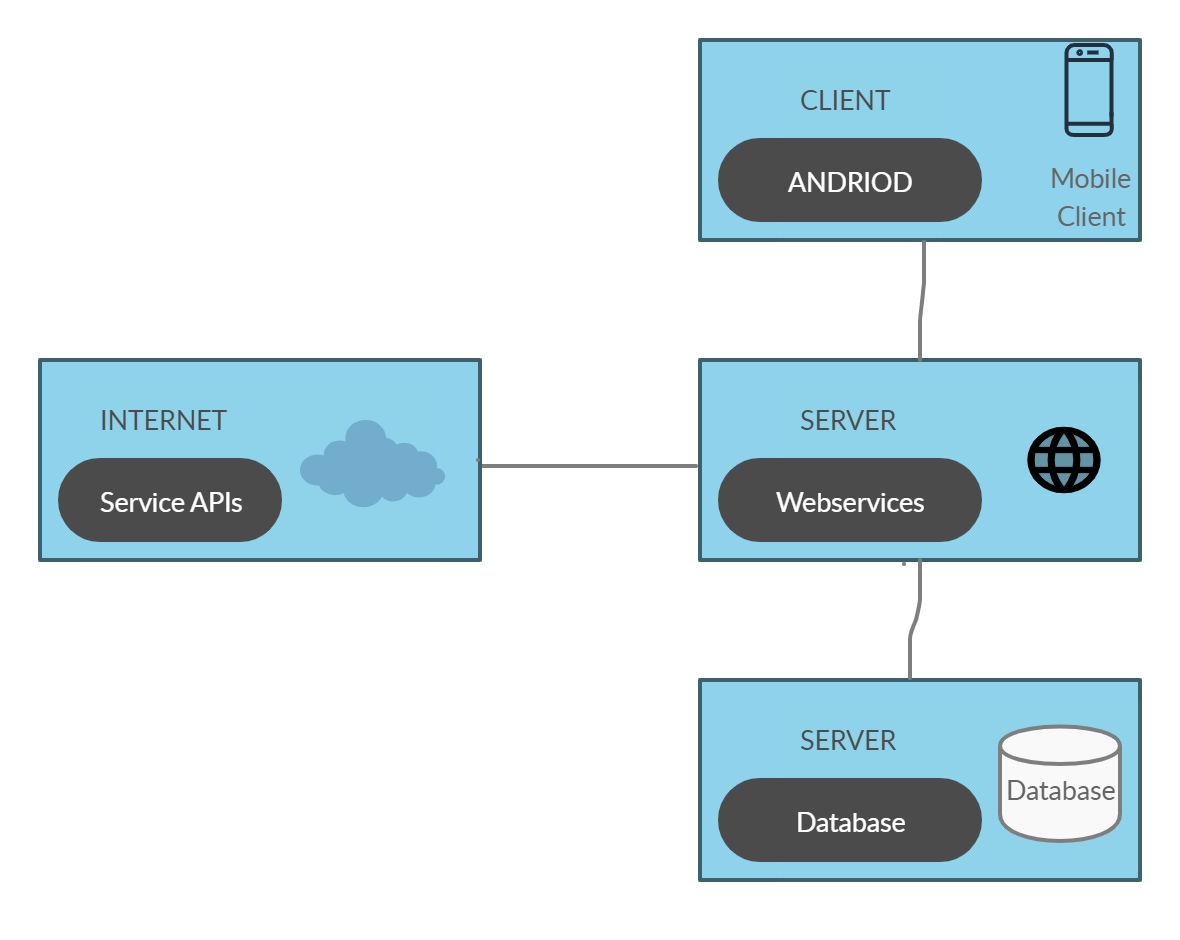 CLIENT
ANDRIOD
Mobile
Client
INTERNET
Service APIs
SERVER
Webservices
SERVER
Database
Database